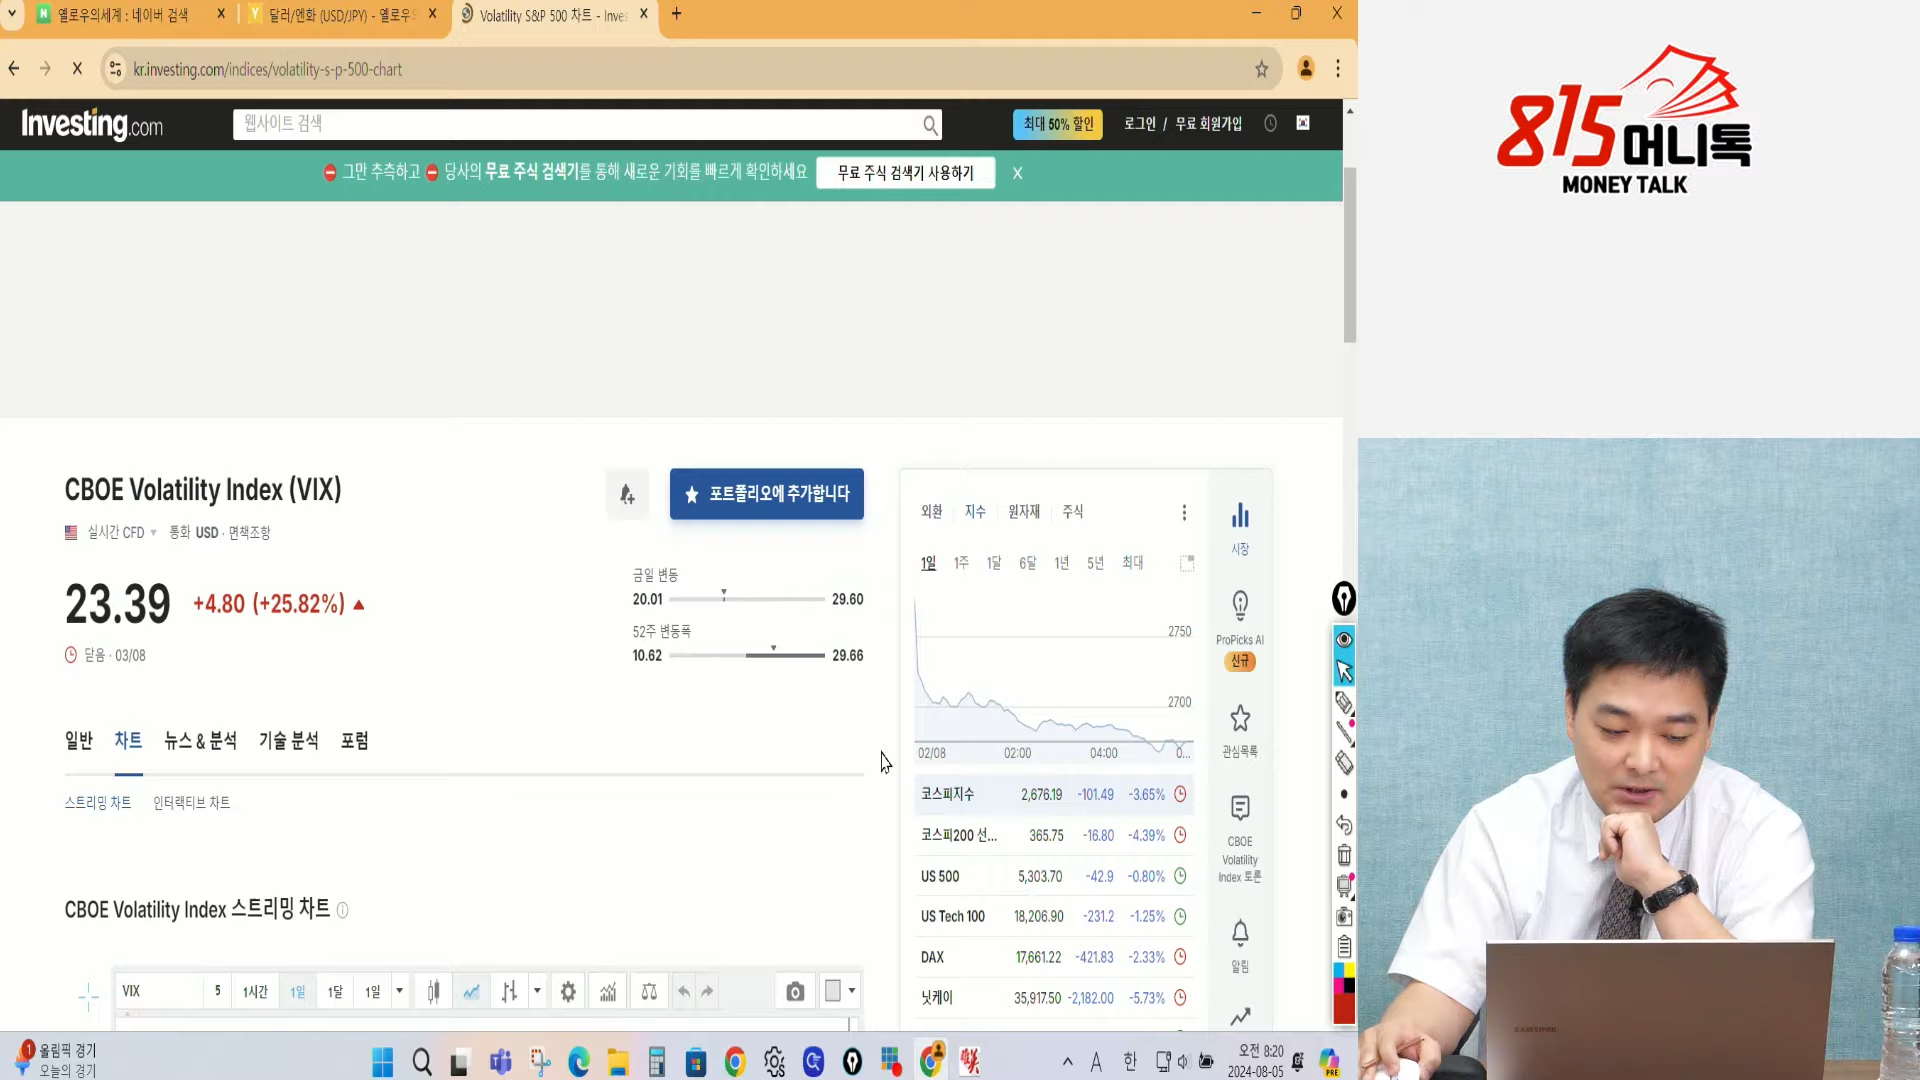 옐로우의세계 : 네이버 검색
달러/엔화 (USD/JPY) - 옐로우
Volatility S&P 500 차트 - Inve
kr.investing.com/indices/volatility-s-p-500-chart
Investing.com
웹사이트 검색
최대 50% 할인
로그인 / 무료 회원가입
그만 추측하고 당사의 무료 주식 검색기를 통해 새로운 기회를 빠르게 확인하세요
무료 주식 검색기 사용하기
X
815머니톡
MONEY TALK
CBOE Volatility Index (VIX)
포트폴리오에 추가합니다
실시간 CFD 통화 USD · 면책조항
23.39 +4.80 (+25.82%)
닫음 · 03/08
금일 변동
20.01 29.60
52주 변동폭
10.62 29.66
일반 차트 뉴스 & 분석 기술 분석 포럼
스트리밍 차트 인터랙티브 차트
CBOE Volatility Index 스트리밍 차트
VIX 5 1시간 1일 1달 1일
외환 지수 원자재 주식
1일 1주 1달 6달 1년 5년 최대
2750
2700
02/08 02:00 04:00 0...
코스피지수 2,676.19 -101.49 -3.65%
코스피200 선... 365.75 -16.80 -4.39%
US 500 5,303.70 -42.9 -0.80%
US Tech 100 18,206.90 -231.2 -1.25%
DAX 17,661.22 -421.83 -2.33%
닛케이 35,917.50 -2,182.00 -5.73%
시장
ProPicks AI
신규
관심목록
CBOE
Volatility
Index 토론
알림
SAMSUNG
1
올림픽 경기
오늘의 경기
A 한
오전 8:20
2024-08-05
PRE